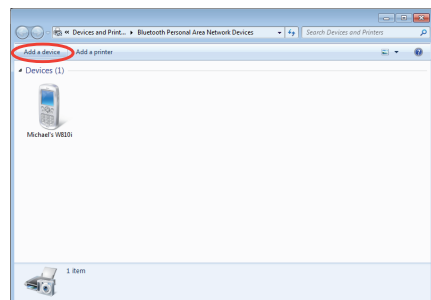 « Devices and Print... ▸ Bluetooth Personal Area Network Devices Search Devices and Printers
Add a device Add a printer
Devices (1)
Michael's W810i
1 item